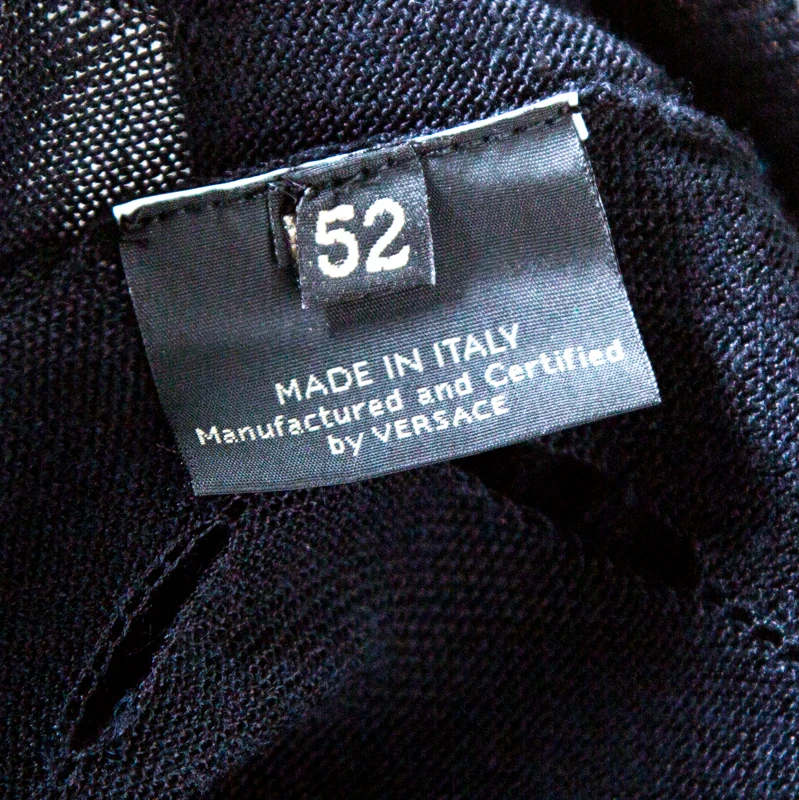 52
MADE IN ITALY
Manufactured and Certified
by VERSACE